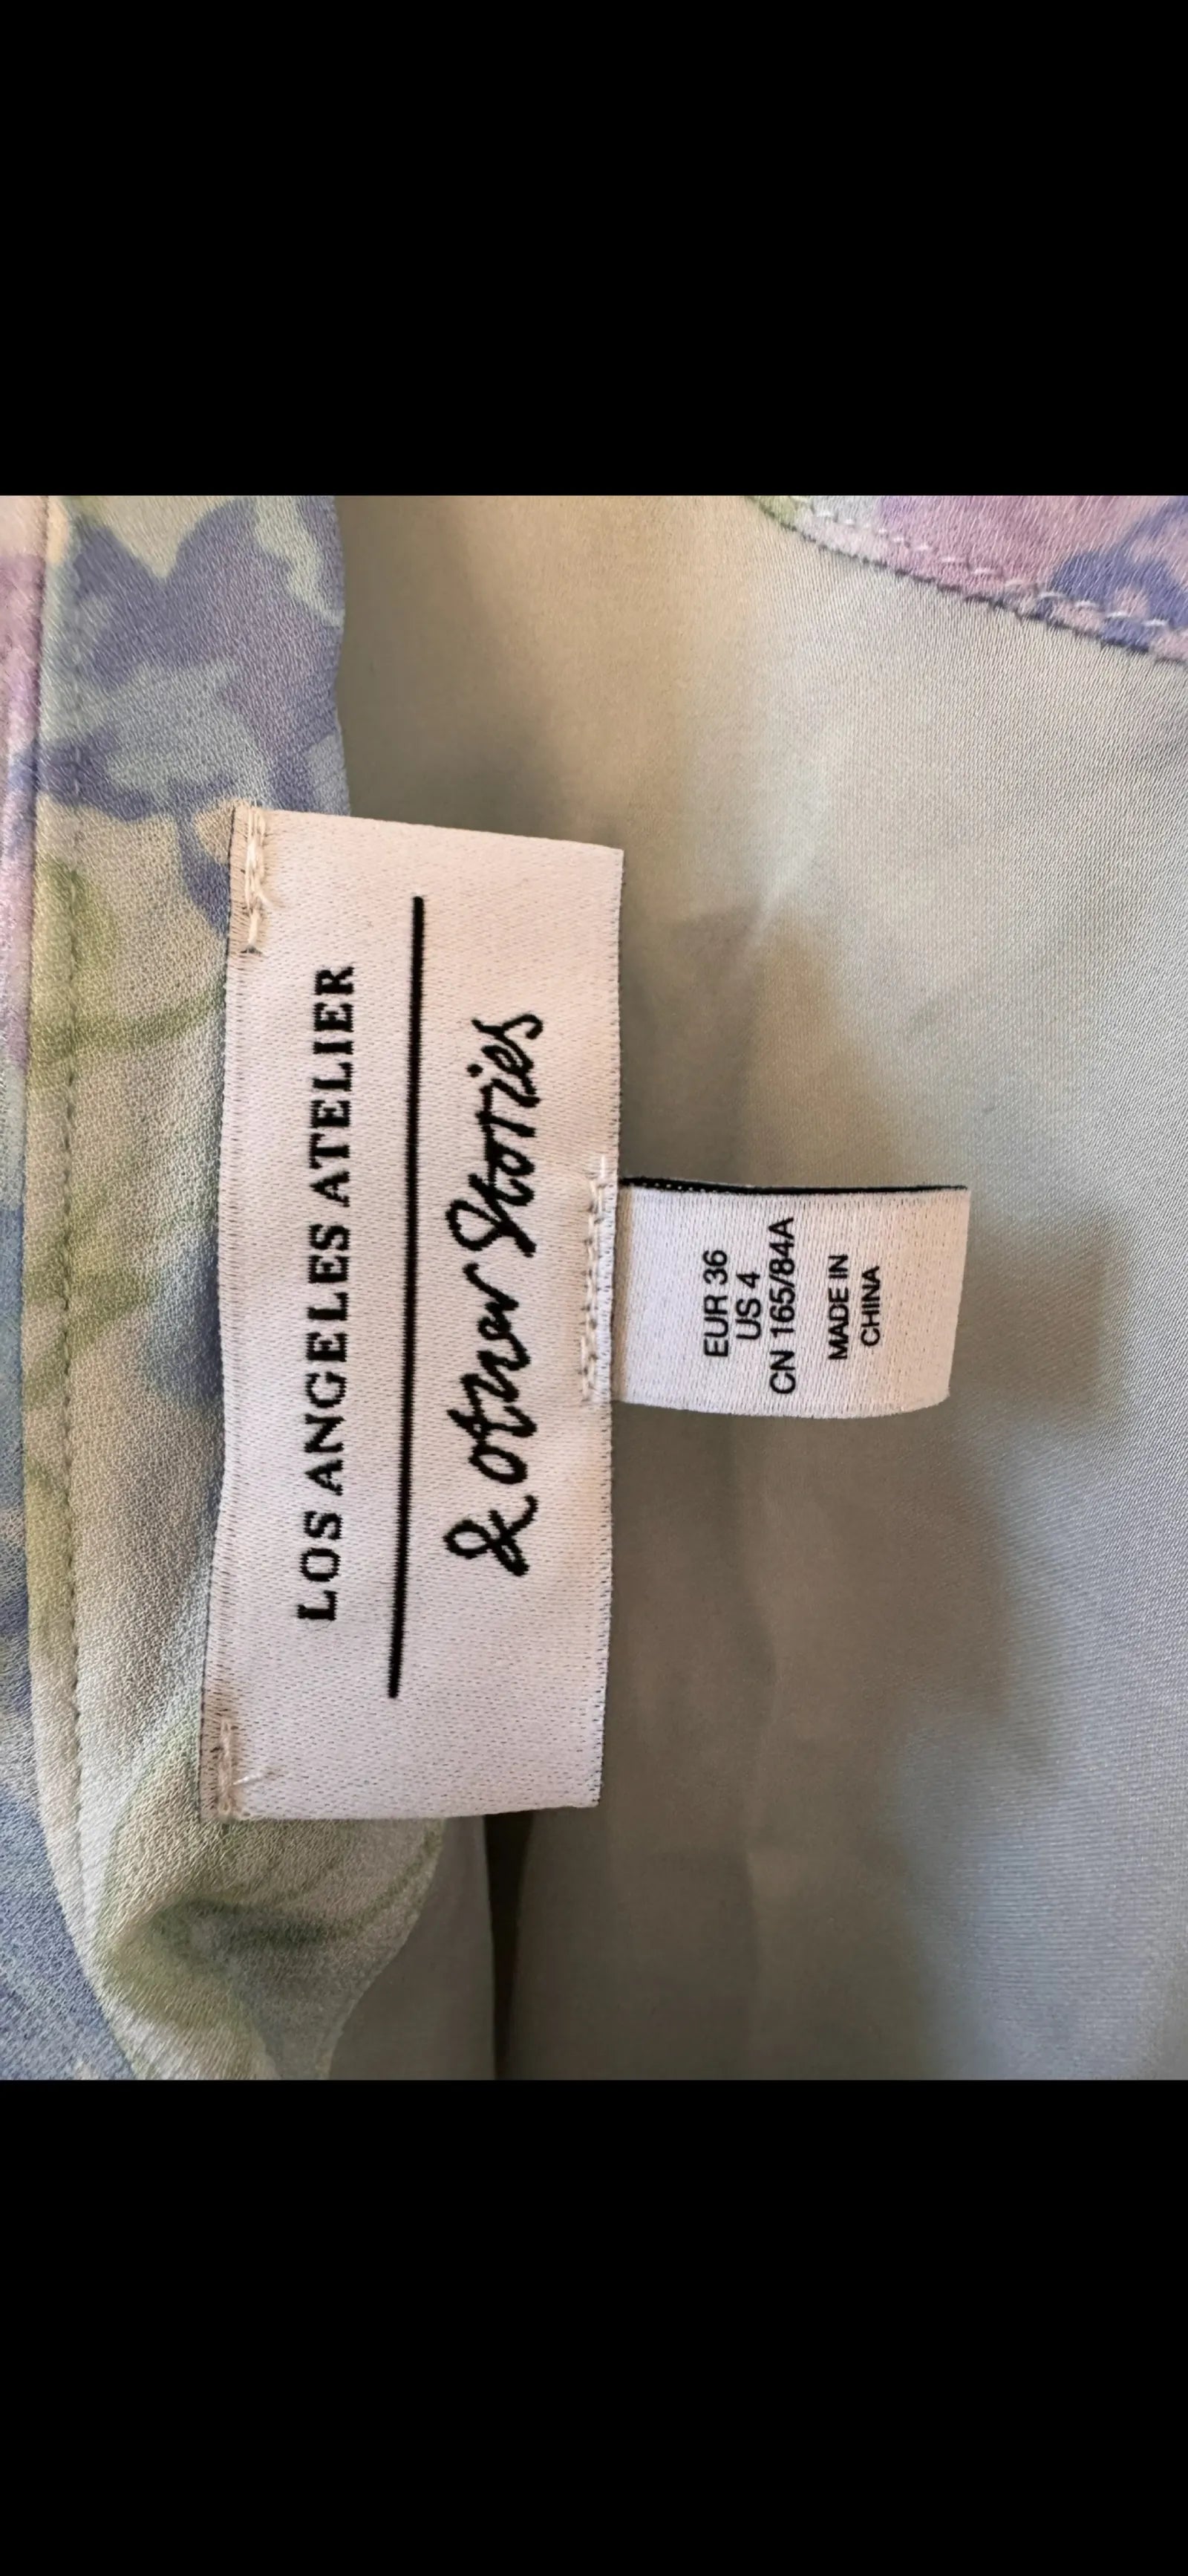 LOS ANGELES ATELIER
& other Stories
EUR 36
US 4
CN 165/84A
MADE IN
CHINA